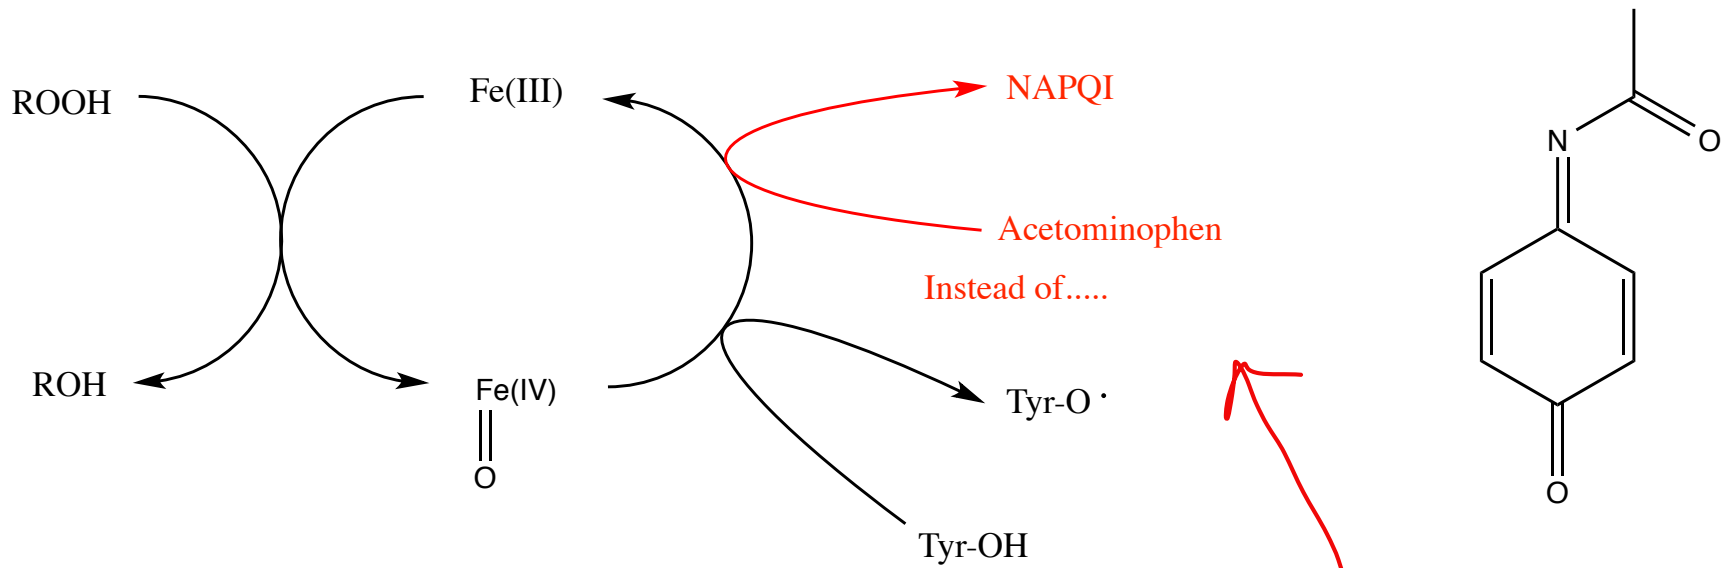 ROOH
Fe(III)
NAPQI
Acetominophen
Instead of.....
ROH
Fe(IV)
O
Tyr-O ·
Tyr-OH
N
O
O